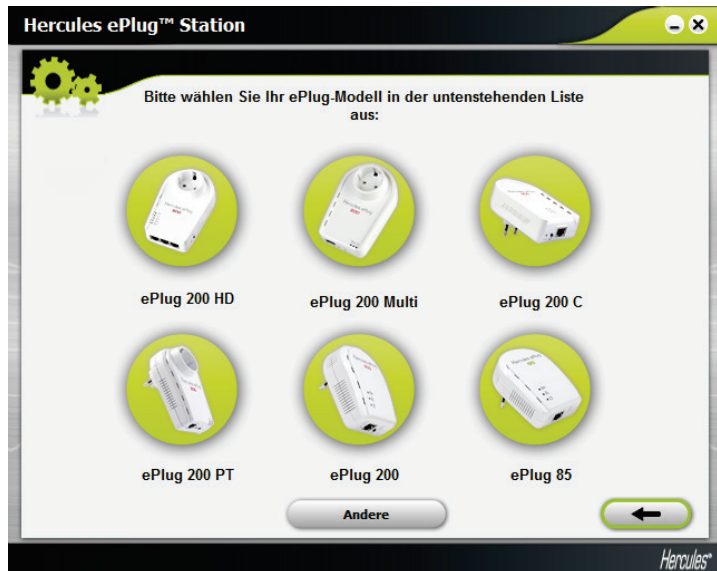 Hercules ePlug™ Station
Bitte wählen Sie Ihr ePlug-Modell in der untenstehenden Liste
aus:
ePlug 200 HD
ePlug 200 Multi
ePlug 200 C
ePlug 200 PT
ePlug 200
ePlug 85
Andere
Hercules